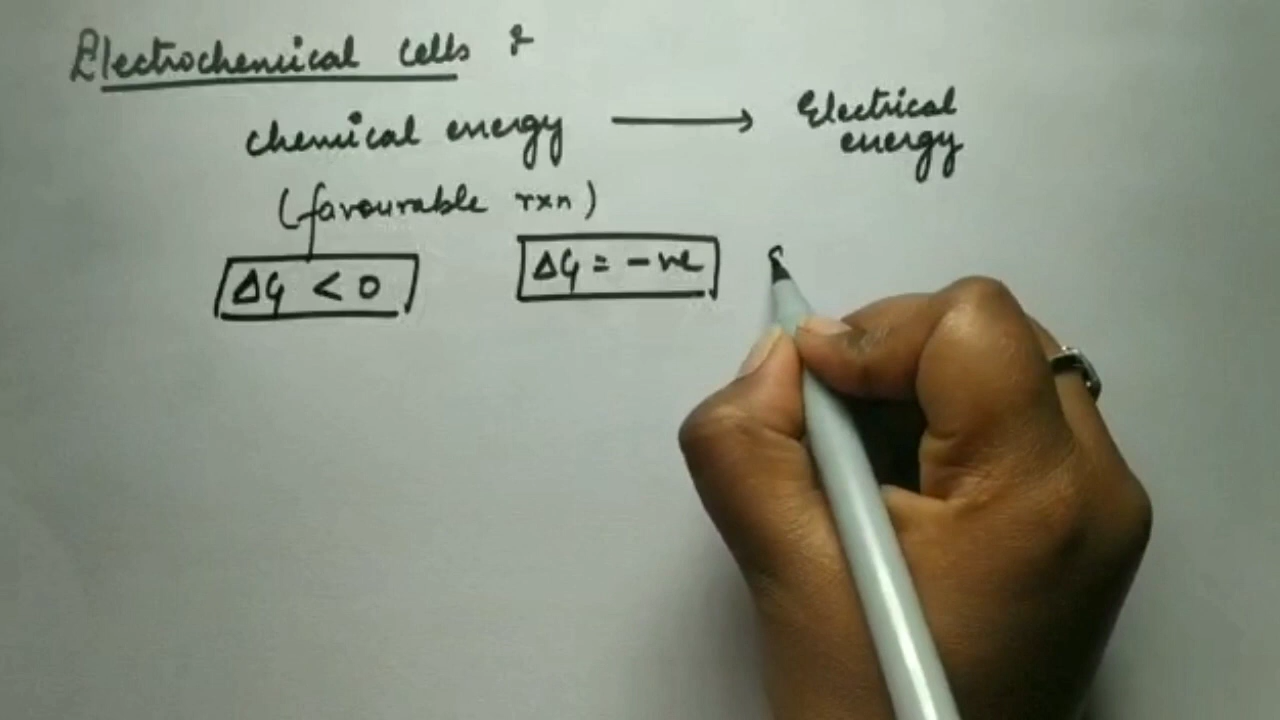 Electrochemical cells :
chemical energy ⟶ Electrical energy
(favourable rxn)
ΔG < 0 ΔG = -ve